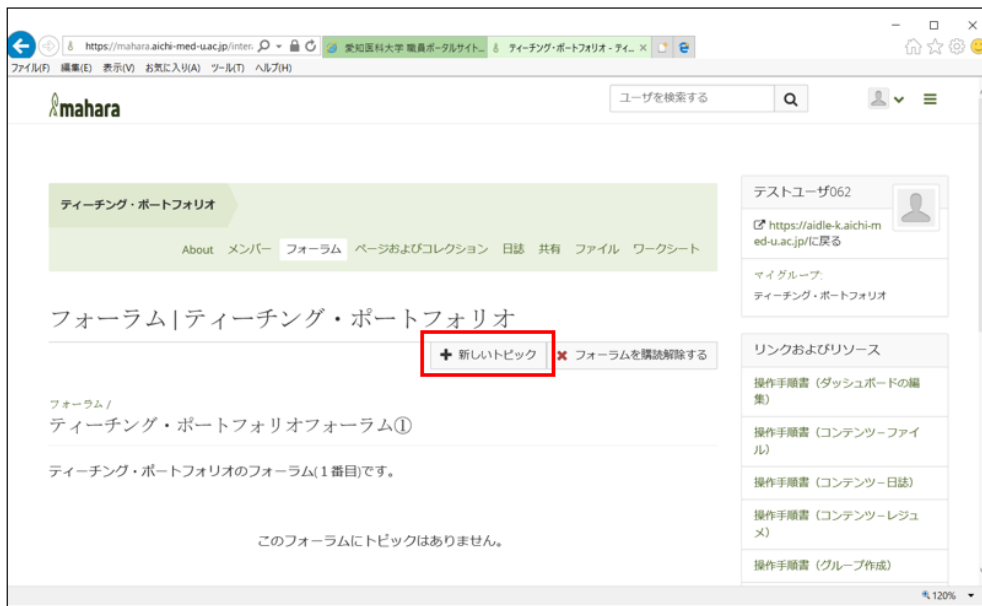 https://mahara.aichi-med-u.ac.jp/inter.
愛知医科大学 職員ポータルサイト...
ティーチング・ポートフォリオ - ティ...
ファイル(F) 編集(E) 表示(V) お気に入り(A) ツール(T) ヘルプ(H)
mahara
ユーザを検索する
ティーチング・ポートフォリオ
About メンバー フォーラム ページおよびコレクション 日誌 共有 ファイル ワークシート
フォーラム | ティーチング・ポートフォリオ
新しいトピック
フォーラムを購読解除する
フォーラム /
ティーチング・ポートフォリオフォーラム①
ティーチング・ポートフォリオのフォーラム(1番目)です。
このフォーラムにトピックはありません。
テストユーザ062
https://aidle-k.aichi-m
ed-u.ac.jp/に戻る
マイグループ:
ティーチング・ポートフォリオ
リンクおよびリソース
操作手順書（ダッシュボードの編
集）
操作手順書（コンテンツ－ファイ
ル）
操作手順書（コンテンツ－日誌）
操作手順書（コンテンツ－レジュ
メ）
操作手順書（グループ作成）
120%